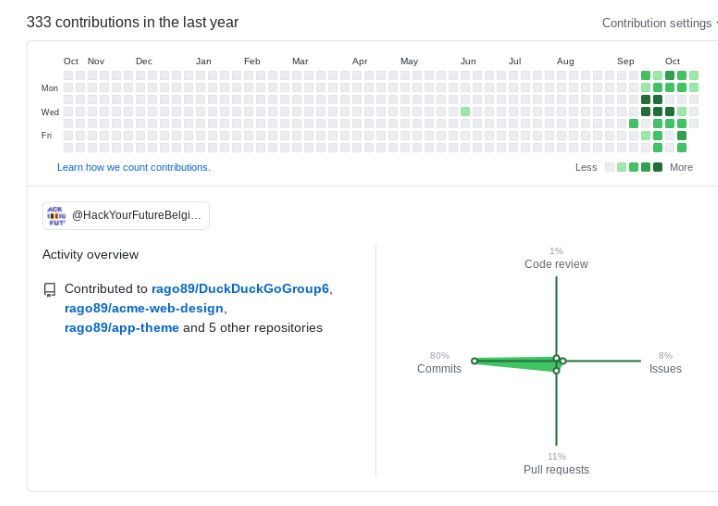 333 contributions in the last year
Contribution settings
Oct Nov Dec Jan Feb Mar Apr May Jun Jul Aug Sep Oct
Mon
Wed
Fri
Learn how we count contributions.
Less More
@HackYourFutureBelgi...
Activity overview
Contributed to rago89/DuckDuckGoGroup6,
rago89/acme-web-design,
rago89/app-theme and 5 other repositories
1%
Code review
80%
Commits
8%
Issues
11%
Pull requests